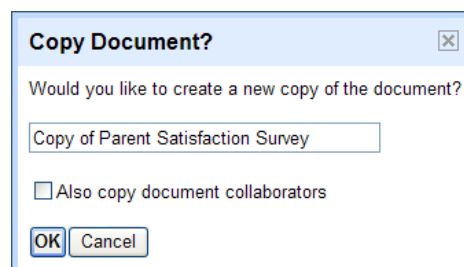 Copy Document?
Would you like to create a new copy of the document?
Copy of Parent Satisfaction Survey
Also copy document collaborators
OK Cancel